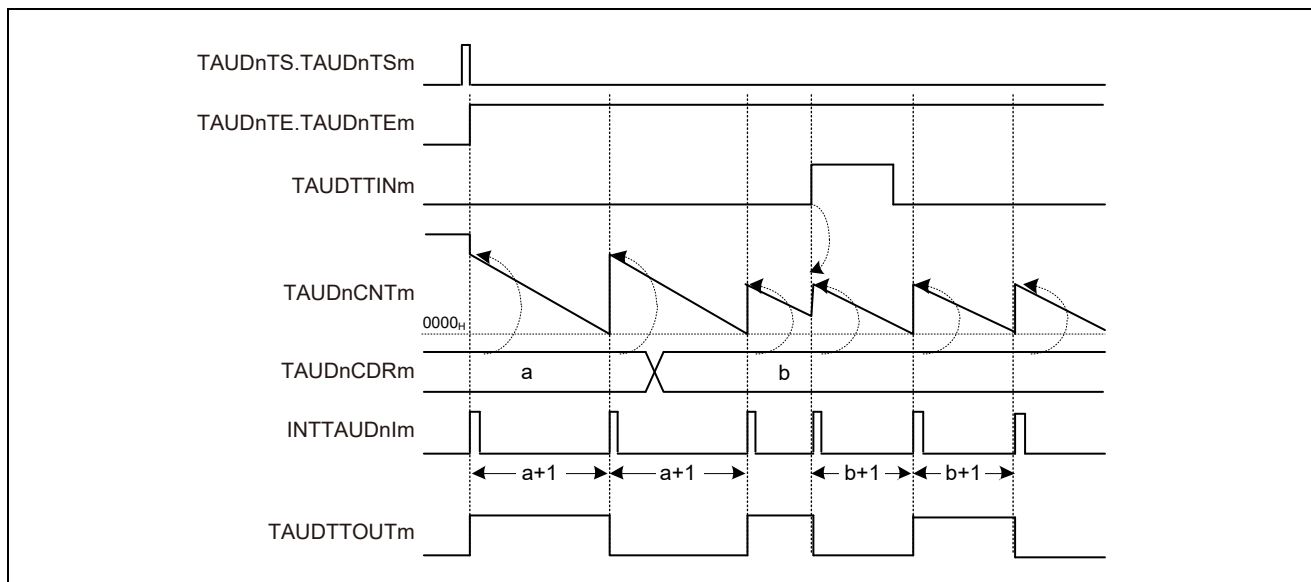 TAUDnTS.TAUDnTSm
TAUDnTE.TAUDnTEm
TAUDTTINm
TAUDnCNTm
0000H
TAUDnCDRm
a
b
INTTAUDnIm
a+1
a+1
b+1
b+1
TAUDTTOUTm